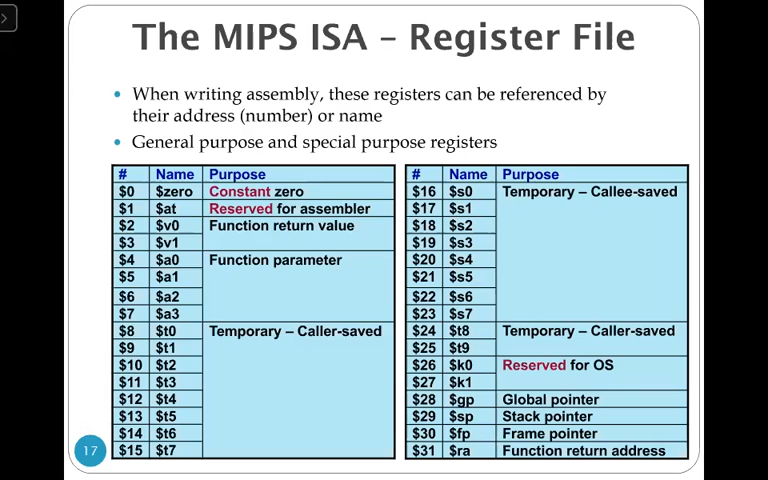 The MIPS ISA – Register File
• When writing assembly, these registers can be referenced by
their address (number) or name
• General purpose and special purpose registers
# Name Purpose
$0 $zero Constant zero
$1 $at Reserved for assembler
$2 $v0 Function return value
$3 $v1
$4 $a0 Function parameter
$5 $a1
$6 $a2
$7 $a3
$8 $t0 Temporary – Caller-saved
$9 $t1
$10 $t2
$11 $t3
$12 $t4
$13 $t5
$14 $t6
$15 $t7
# Name Purpose
$16 $s0 Temporary – Callee-saved
$17 $s1
$18 $s2
$19 $s3
$20 $s4
$21 $s5
$22 $s6
$23 $s7
$24 $t8 Temporary – Caller-saved
$25 $t9
$26 $k0 Reserved for OS
$27 $k1
$28 $gp Global pointer
$29 $sp Stack pointer
$30 $fp Frame pointer
$31 $ra Function return address
17